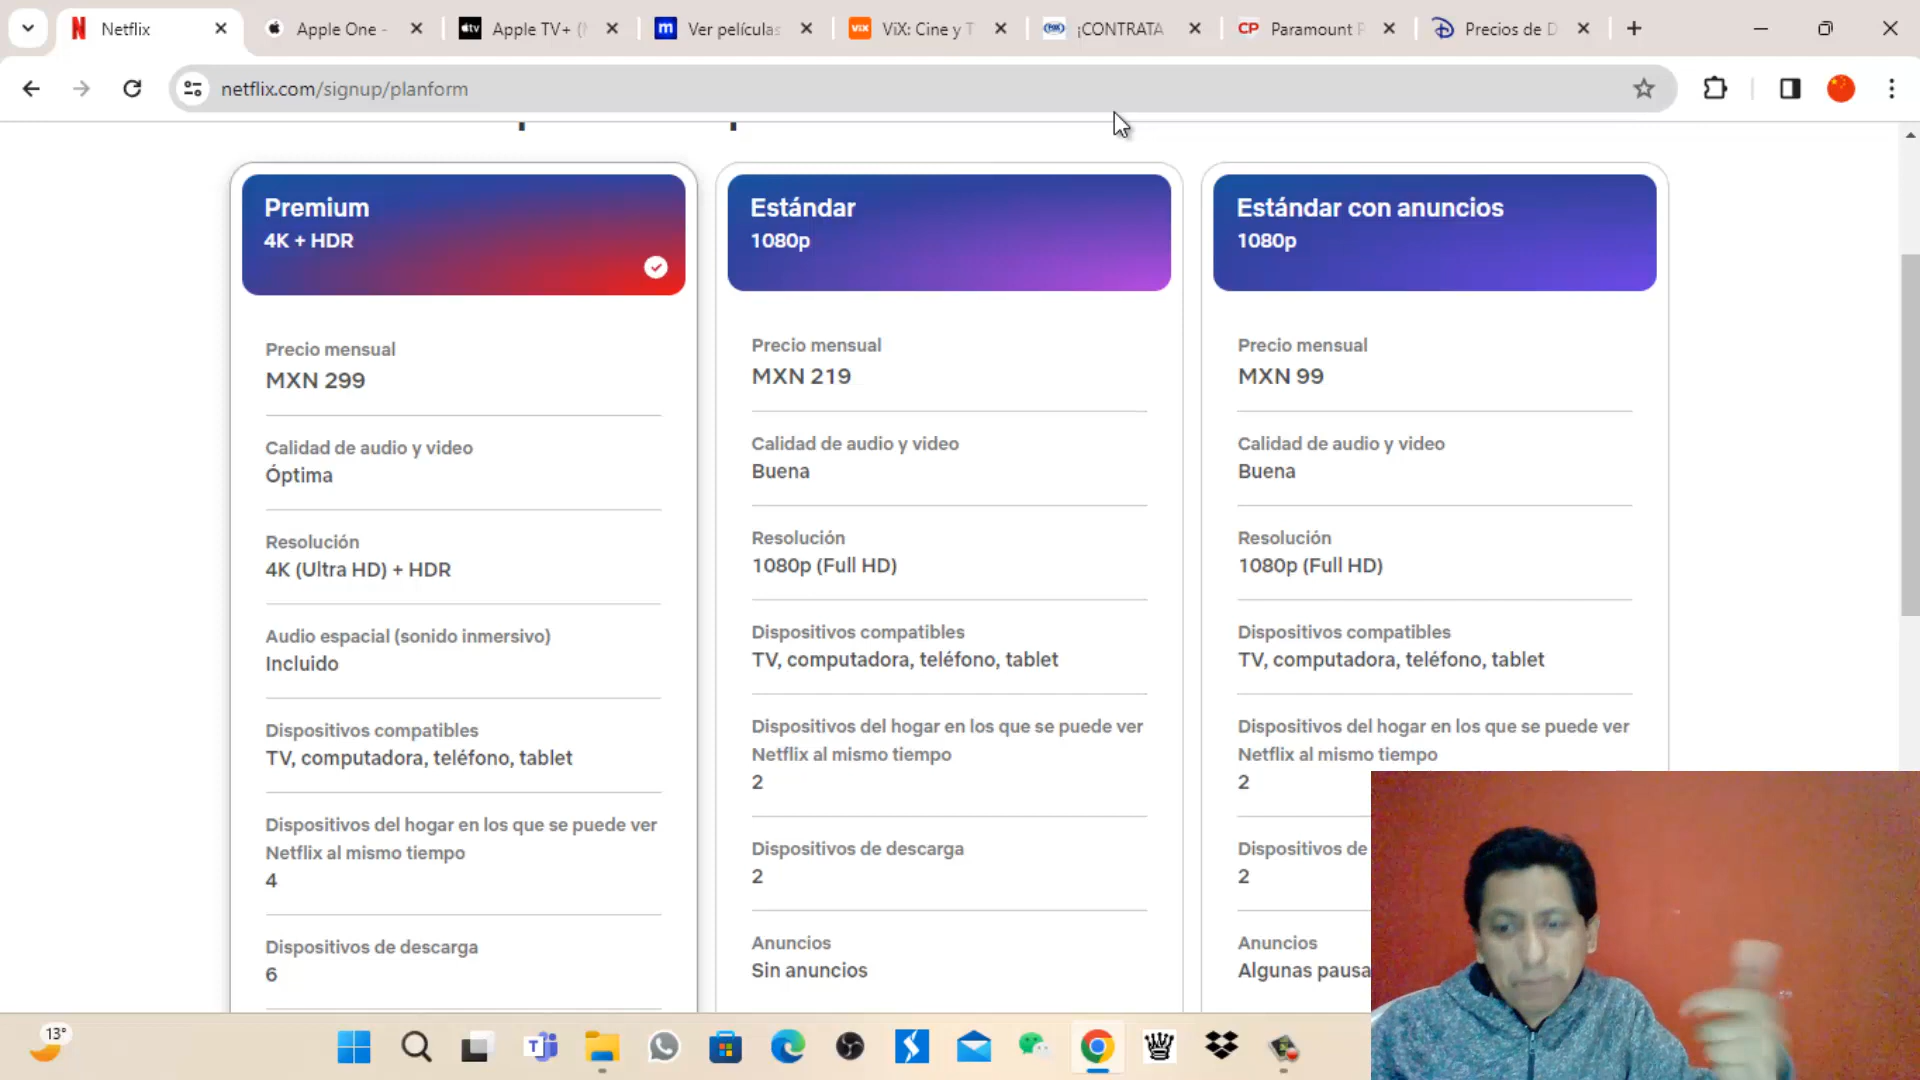 Netflix
Apple One -
Apple TV+ (
Ver películas
ViX: Cine y T
¡CONTRATA
Paramount P
Precios de D
netflix.com/signup/planform
Premium
4K + HDR
Precio mensual
MXN 299
Calidad de audio y video
Óptima
Resolución
4K (Ultra HD) + HDR
Audio espacial (sonido inmersivo)
Incluido
Dispositivos compatibles
TV, computadora, teléfono, tablet
Dispositivos del hogar en los que se puede ver
Netflix al mismo tiempo
4
Dispositivos de descarga
6
Estándar
1080p
Precio mensual
MXN 219
Calidad de audio y video
Buena
Resolución
1080p (Full HD)
Dispositivos compatibles
TV, computadora, teléfono, tablet
Dispositivos del hogar en los que se puede ver
Netflix al mismo tiempo
2
Dispositivos de descarga
2
Anuncios
Sin anuncios
Estándar con anuncios
1080p
Precio mensual
MXN 99
Calidad de audio y video
Buena
Resolución
1080p (Full HD)
Dispositivos compatibles
TV, computadora, teléfono, tablet
Dispositivos del hogar en los que se puede ver
Netflix al mismo tiempo
2
Dispositivos de
2
Anuncios
Algunas pausa
13°